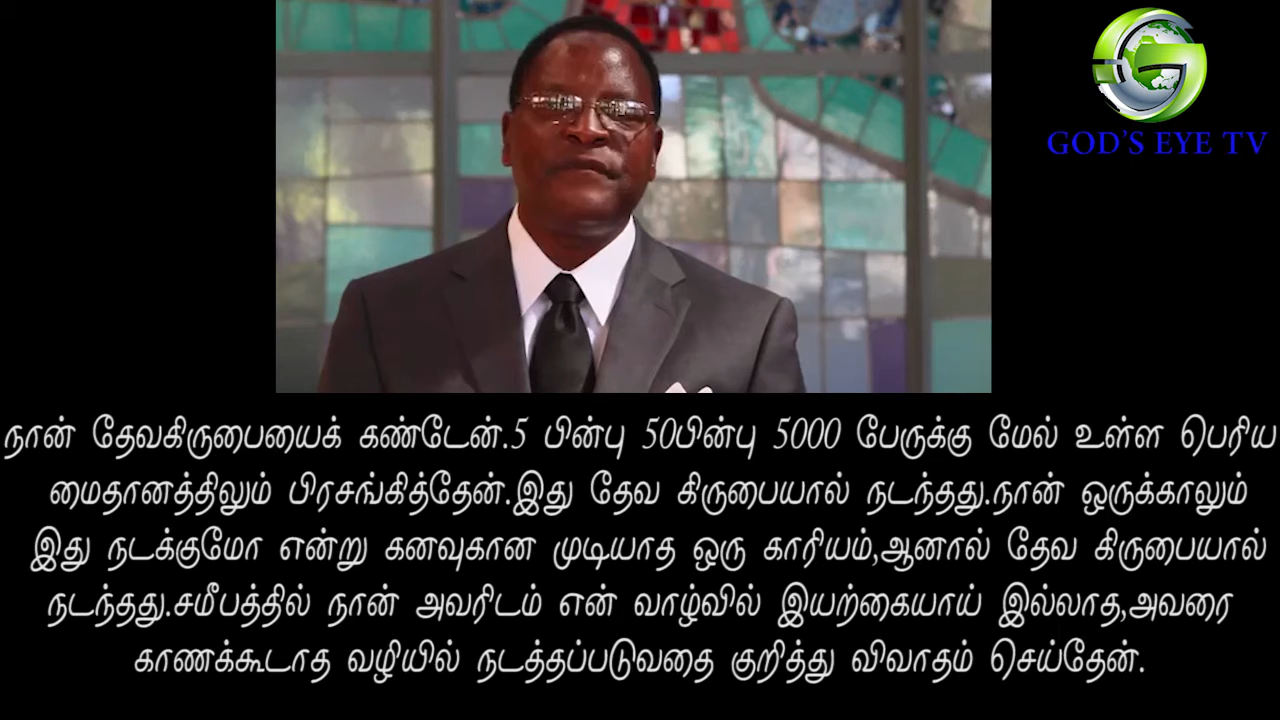 GOD'S EYE TV
நான் தேவகிருபையைக் கண்டேன்.5 பின்பு 50பின்பு 5000 பேருக்கு மேல் உள்ள பெரிய
மைதானத்திலும் பிரசங்கித்தேன்.இது தேவ கிருபையால் நடந்தது.நான் ஒருக்காலும்
இது நடக்குமோ என்று கனவுகான முடியாத ஒரு காரியம்,ஆனால் தேவ கிருபையால்
நடந்தது.சமீபத்தில் நான் அவரிடம் என் வாழ்வில் இயற்கையாய் இல்லாத,அவரை
காணக்கூடாத வழியில் நடத்தப்படுவதை குறித்து விவாதம் செய்தேன்.